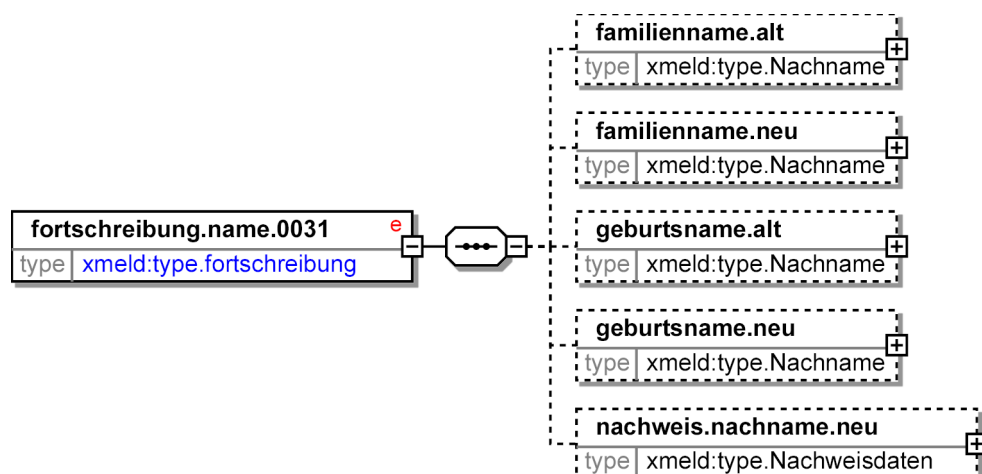 familienname.alt
type xmeld:type.Nachname
familienname.neu
type xmeld:type.Nachname
fortschreibung.name.0031 e
type xmeld:type.fortschreibung
geburtsname.alt
type xmeld:type.Nachname
geburtsname.neu
type xmeld:type.Nachname
nachweis.nachname.neu
type xmeld:type.Nachweisdaten